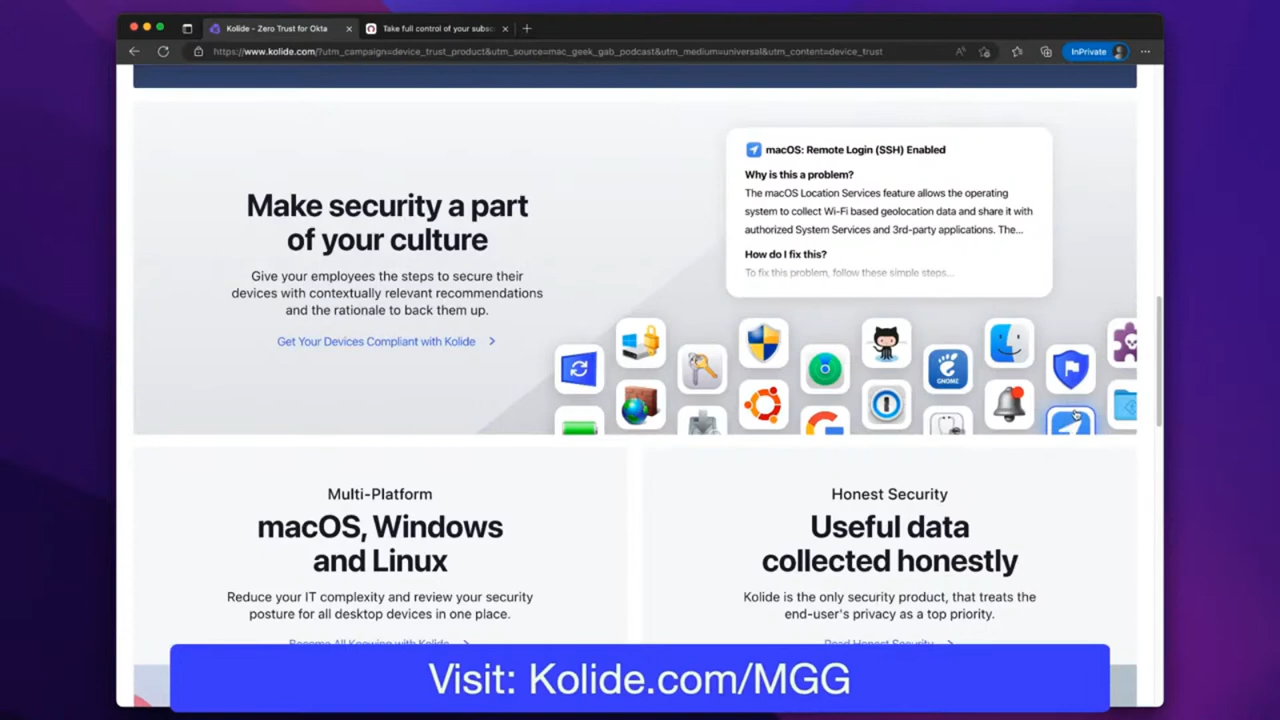 Kolide - Zero Trust for Okta
Take full control of your subsc
https://www.kolide.com/?utm_campaign=device_trust_product&utm_source=mac_geek_gab_podcast&utm_medium=universal&utm_content=device_trust
InPrivate
Make security a part
of your culture
Give your employees the steps to secure their
devices with contextually relevant recommendations
and the rationale to back them up.
Get Your Devices Compliant with Kolide
macOS: Remote Login (SSH) Enabled
Why is this a problem?
The macOS Location Services feature allows the operating
system to collect Wi-Fi based geolocation data and share it with
authorized System Services and 3rd-party applications. The...
How do I fix this?
To fix this problem, follow these simple steps...
GNOME
Multi-Platform
macOS, Windows
and Linux
Reduce your IT complexity and review your security
posture for all desktop devices in one place.
Become All Knowing with Kolide
Honest Security
Useful data
collected honestly
Kolide is the only security product, that treats the
end-user's privacy as a top priority.
Read Honest Security
Visit: Kolide.com/MGG